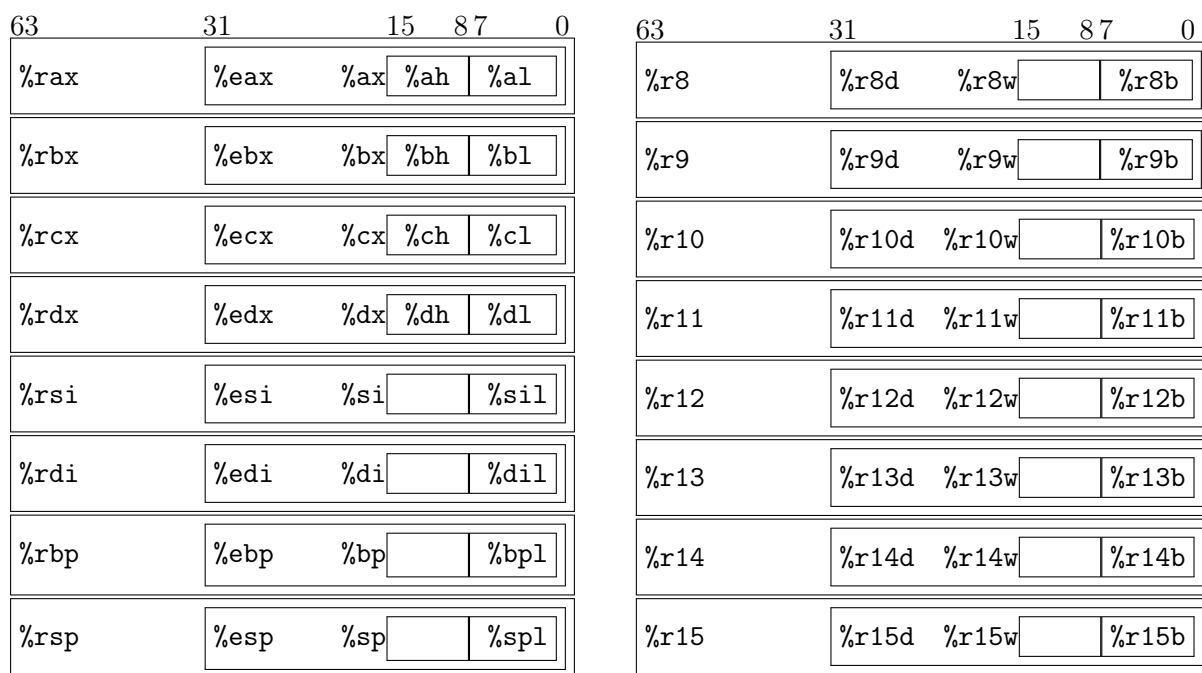 63 31 15 8 7 0
%rax %eax %ax %ah %al
%rbx %ebx %bx %bh %bl
%rcx %ecx %cx %ch %cl
%rdx %edx %dx %dh %dl
%rsi %esi %si %sil
%rdi %edi %di %dil
%rbp %ebp %bp %bpl
%rsp %esp %sp %spl
63 31 15 8 7 0
%r8 %r8d %r8w %r8b
%r9 %r9d %r9w %r9b
%r10 %r10d %r10w %r10b
%r11 %r11d %r11w %r11b
%r12 %r12d %r12w %r12b
%r13 %r13d %r13w %r13b
%r14 %r14d %r14w %r14b
%r15 %r15d %r15w %r15b